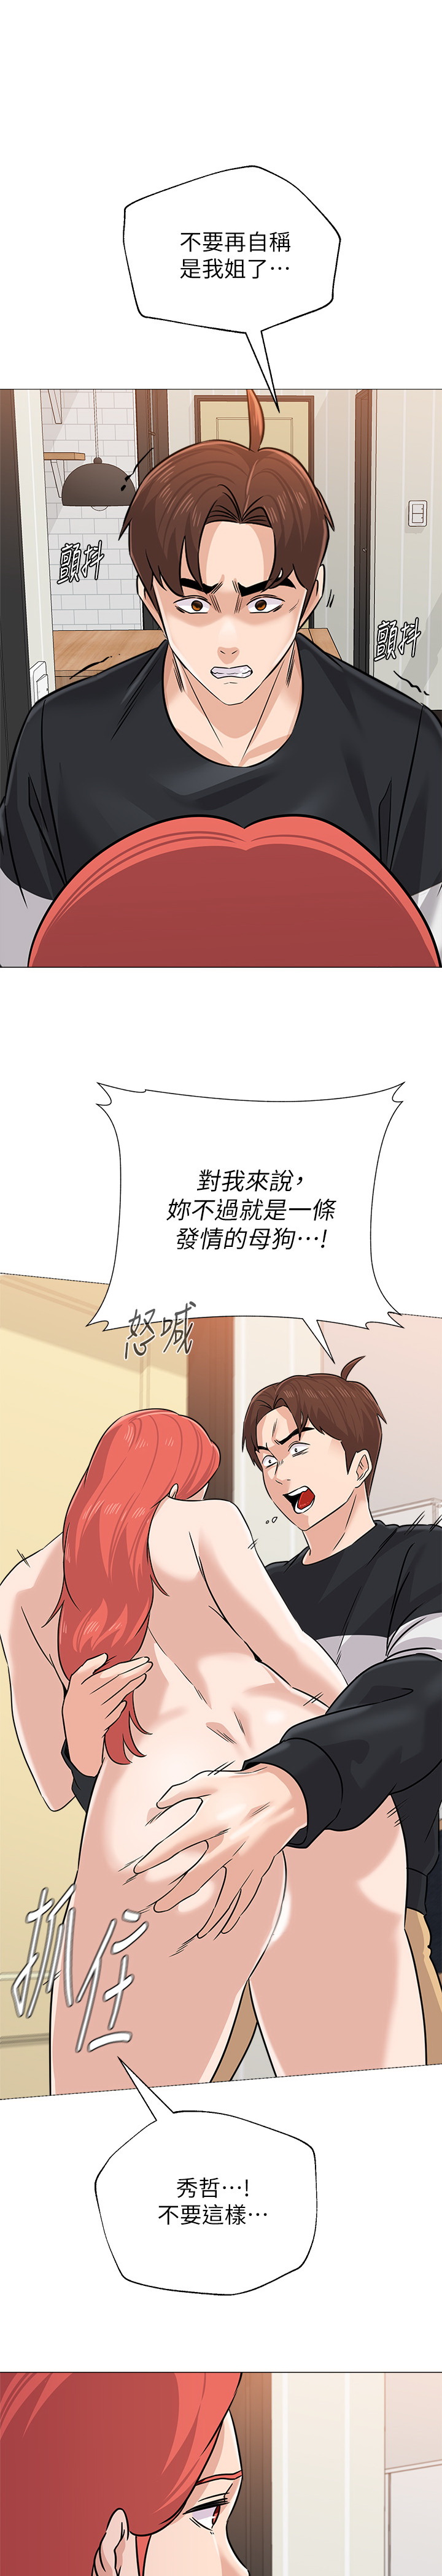 不要再自稱
是我姐了…
顫抖
顫抖
對我來說，
妳不過就是一條
發情的母狗…!
怒喊
抓住
秀哲…!
不要這樣…